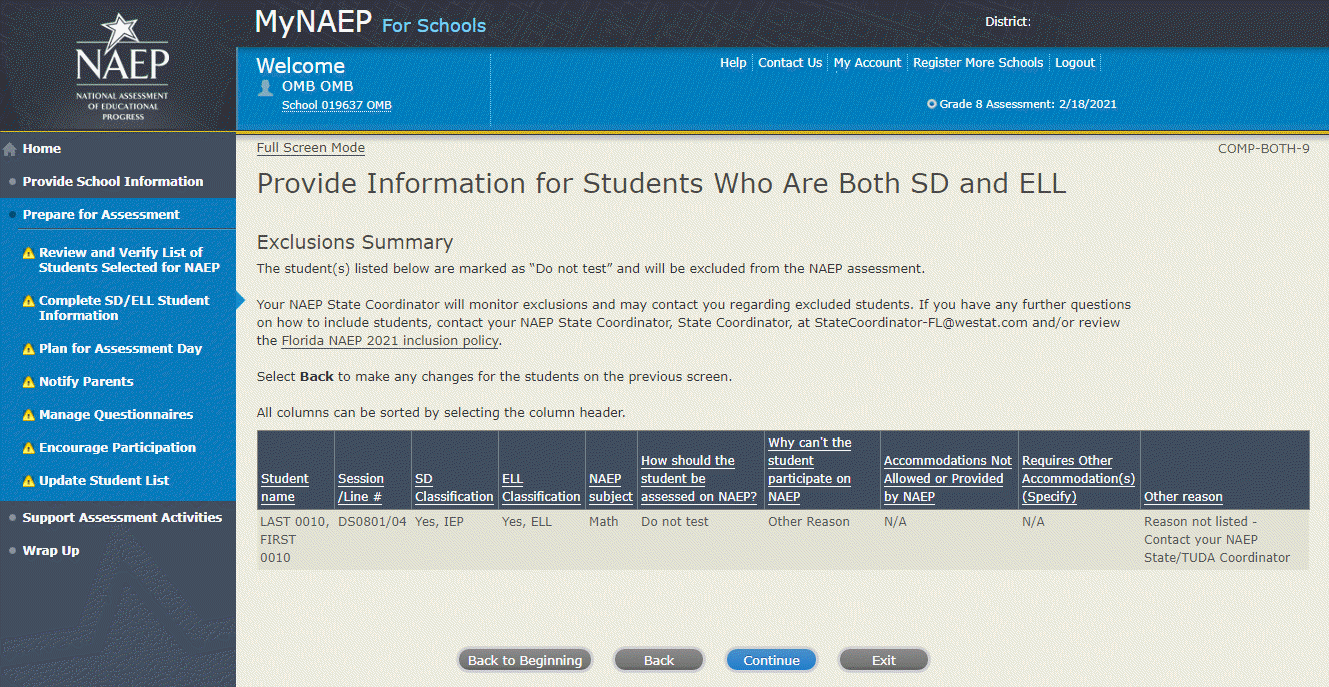 NAEP
NATIONAL ASSESSMENT
OF EDUCATIONAL
PROGRESS
MyNAEP For Schools
District:
Welcome
OMB OMB
School 019637 OMB
Help Contact Us My Account Register More Schools Logout
Grade 8 Assessment: 2/18/2021
Home
Provide School Information
Prepare for Assessment
Review and Verify List of
Students Selected for NAEP
Complete SD/ELL Student
Information
Plan for Assessment Day
Notify Parents
Manage Questionnaires
Encourage Participation
Update Student List
Support Assessment Activities
Wrap Up
Full Screen Mode
COMP-BOTH-9
Provide Information for Students Who Are Both SD and ELL
Exclusions Summary
The student(s) listed below are marked as “Do not test” and will be excluded from the NAEP assessment.
Your NAEP State Coordinator will monitor exclusions and may contact you regarding excluded students. If you have any further questions
on how to include students, contact your NAEP State Coordinator, State Coordinator, at StateCoordinator-FL@westat.com and/or review
the Florida NAEP 2021 inclusion policy.
Select Back to make any changes for the students on the previous screen.
All columns can be sorted by selecting the column header.
Student
name
Session
/Line #
SD
Classification
ELL
Classification
NAEP
subject
How should the
student be
assessed on NAEP?
Why can't the
student
participate on
NAEP
Accommodations Not
Allowed or Provided
by NAEP
Requires Other
Accommodation(s)
(Specify)
Other reason
LAST 0010,
FIRST
0010
DS0801/04
Yes, IEP
Yes, ELL
Math
Do not test
Other Reason
N/A
N/A
Reason not listed -
Contact your NAEP
State/TUDA Coordinator
Back to Beginning
Back
Continue
Exit